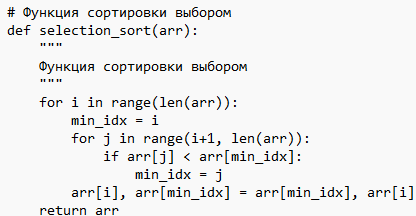 # Функция сортировки выбором
def selection_sort(arr):
    """
    Функция сортировки выбором
    """
    for i in range(len(arr)):
        min_idx = i
        for j in range(i+1, len(arr)):
            if arr[j] < arr[min_idx]:
                min_idx = j
        arr[i], arr[min_idx] = arr[min_idx], arr[i]
    return arr